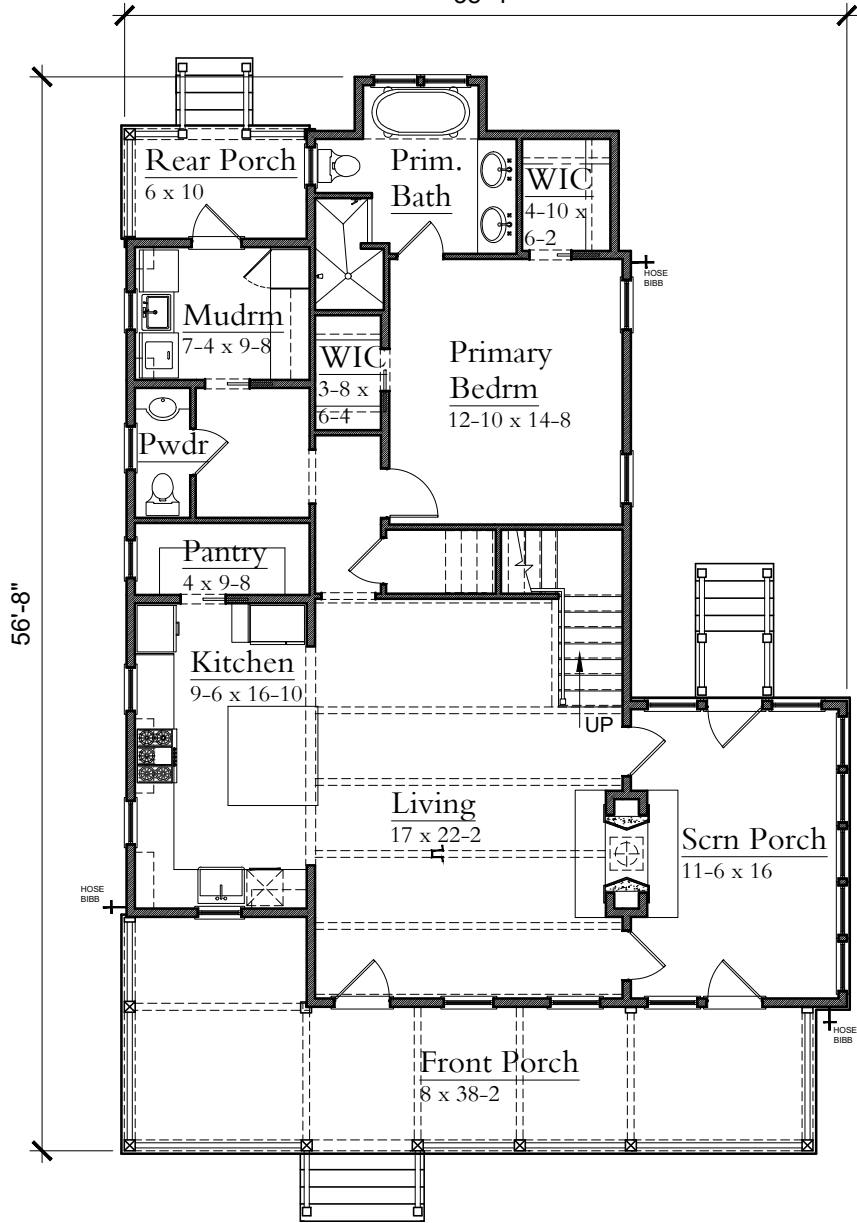 Rear Porch
6 x 10
Prim.
Bath
WIC
4-10 x
6-2
HOSE
BIBB
Mudrm
7-4 x 9-8
WIC
3-8 x
6-4
Primary
Bedrm
12-10 x 14-8
Pwdr
Pantry
4 x 9-8
56'-8"
Kitchen
9-6 x 16-10
UP
Living
17 x 22-2
Scrn Porch
11-6 x 16
HOSE
BIBB
HOSE
BIBB
Front Porch
8 x 38-2